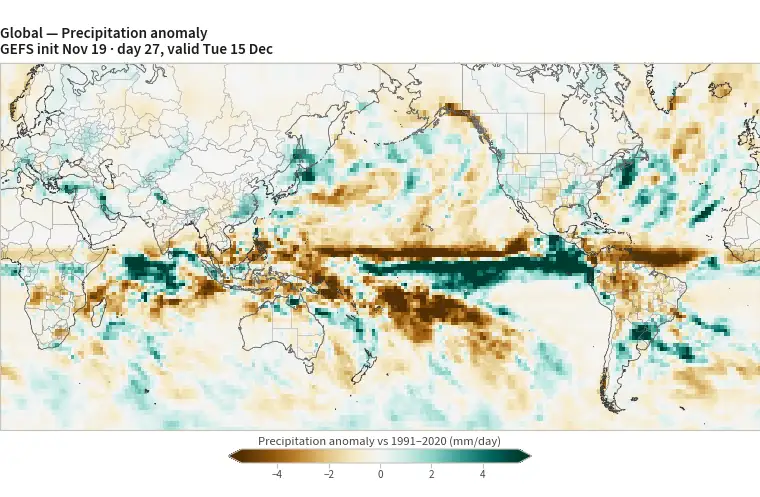 Global — Precipitation anomaly
GEFS init Nov 19 · day 27, valid Tue 15 Dec
Precipitation anomaly vs 1991–2020 (mm/day)
−4 −2 0 2 4